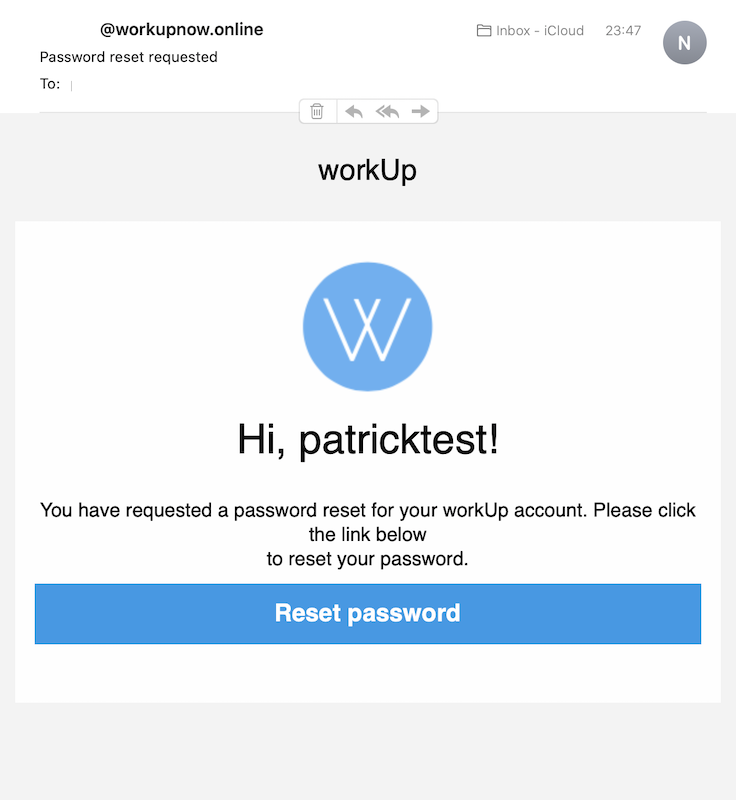 @workupnow.online
Inbox - iCloud
23:47
N
Password reset requested
To:
workUp
W
Hi, patricktest!
You have requested a password reset for your workUp account. Please click
the link below
to reset your password.
Reset password